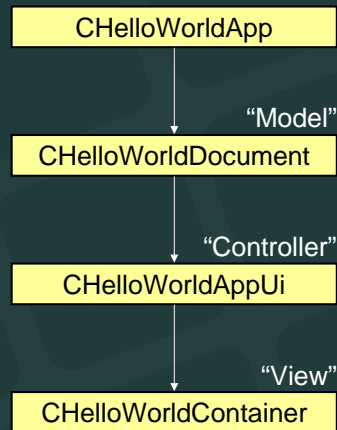 CHelloWorldApp
“Model”
CHelloWorldDocument
“Controller”
CHelloWorldAppUi
“View”
CHelloWorldContainer